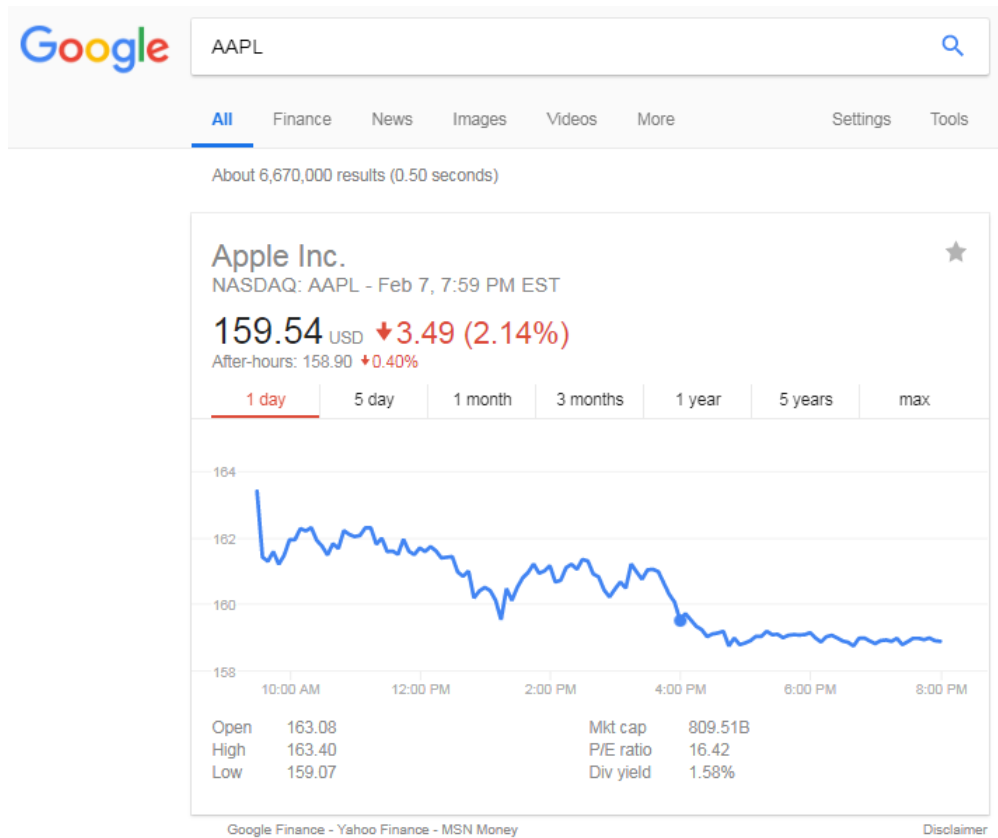 Google AAPL
All Finance News Images Videos More Settings Tools
About 6,670,000 results (0.50 seconds)
Apple Inc.
NASDAQ: AAPL - Feb 7, 7:59 PM EST
159.54 USD 3.49 (2.14%)
After-hours: 158.90 0.40%
1 day 5 day 1 month 3 months 1 year 5 years max
164
162
160
158
10:00 AM 12:00 PM 2:00 PM 4:00 PM 6:00 PM 8:00 PM
Open 163.08 Mkt cap 809.51B
High 163.40 P/E ratio 16.42
Low 159.07 Div yield 1.58%
Google Finance - Yahoo Finance - MSN Money Disclaimer